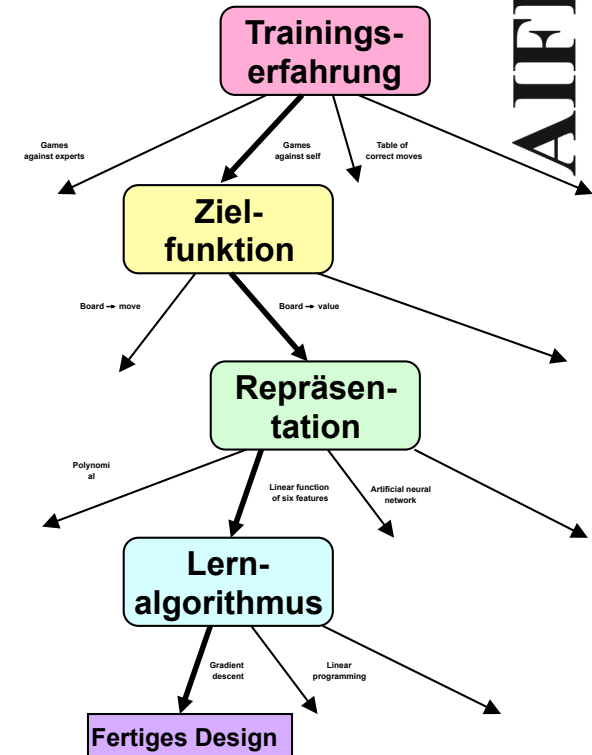 Trainings-
erfahrung
AIFI
Games
against experts
Games
against self
Table of
correct moves
Ziel-
funktion
Board → move
Board → value
Repräsen-
tation
Polynomi
al
Linear function
of six features
Artificial neural
network
Lern-
algorithmus
Gradient
descent
Linear
programming
Fertiges Design